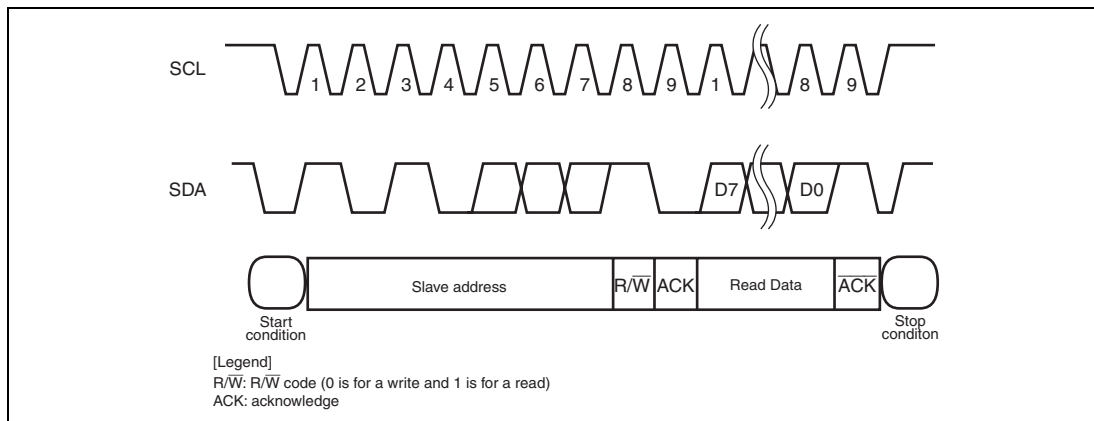 SCL 1 2 3 4 5 6 7 8 9 1 8 9
SDA D7 D0
Slave address R/W̅ ACK Read Data A̅C̅K̅
Start
condition
Stop
conditon
[Legend]
R/W̅: R/W̅ code (0 is for a write and 1 is for a read)
ACK: acknowledge